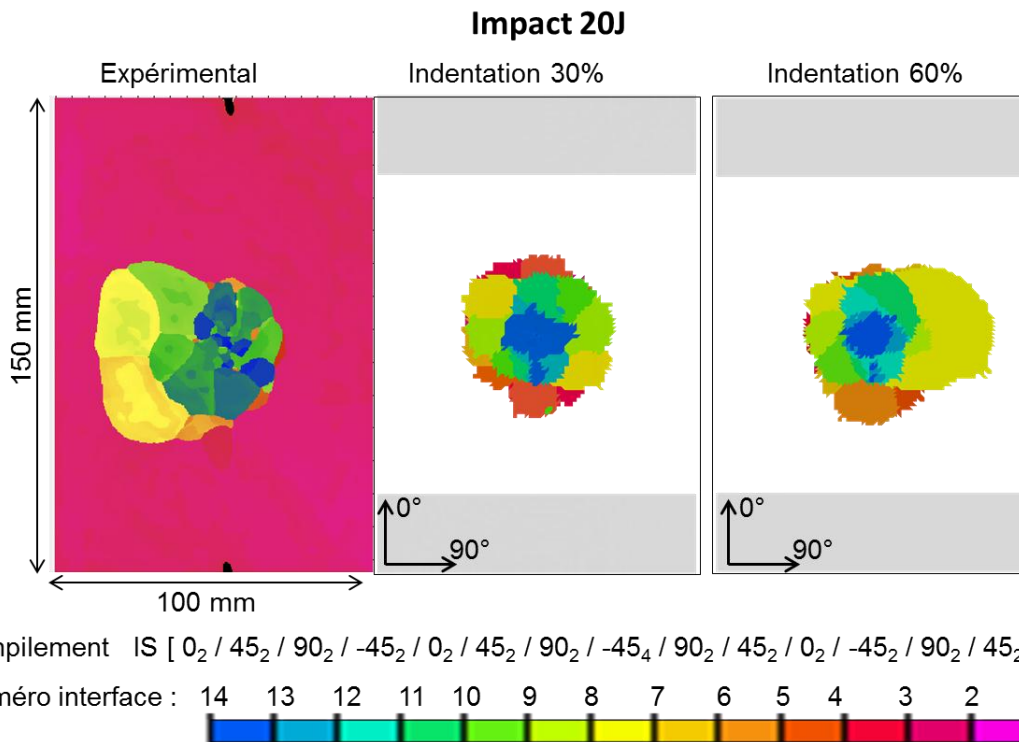 Impact 20J
Expérimental
Indentation 30%
Indentation 60%
150 mm
0°
90°
0°
90°
100 mm
mpilement IS [ 0₂ / 45₂ / 90₂ / -45₂ / 0₂ / 45₂ / 90₂ / -45₄ / 90₂ / 45₂ / 0₂ / -45₂ / 90₂ / 45₂
méro interface : 14 13 12 11 10 9 8 7 6 5 4 3 2